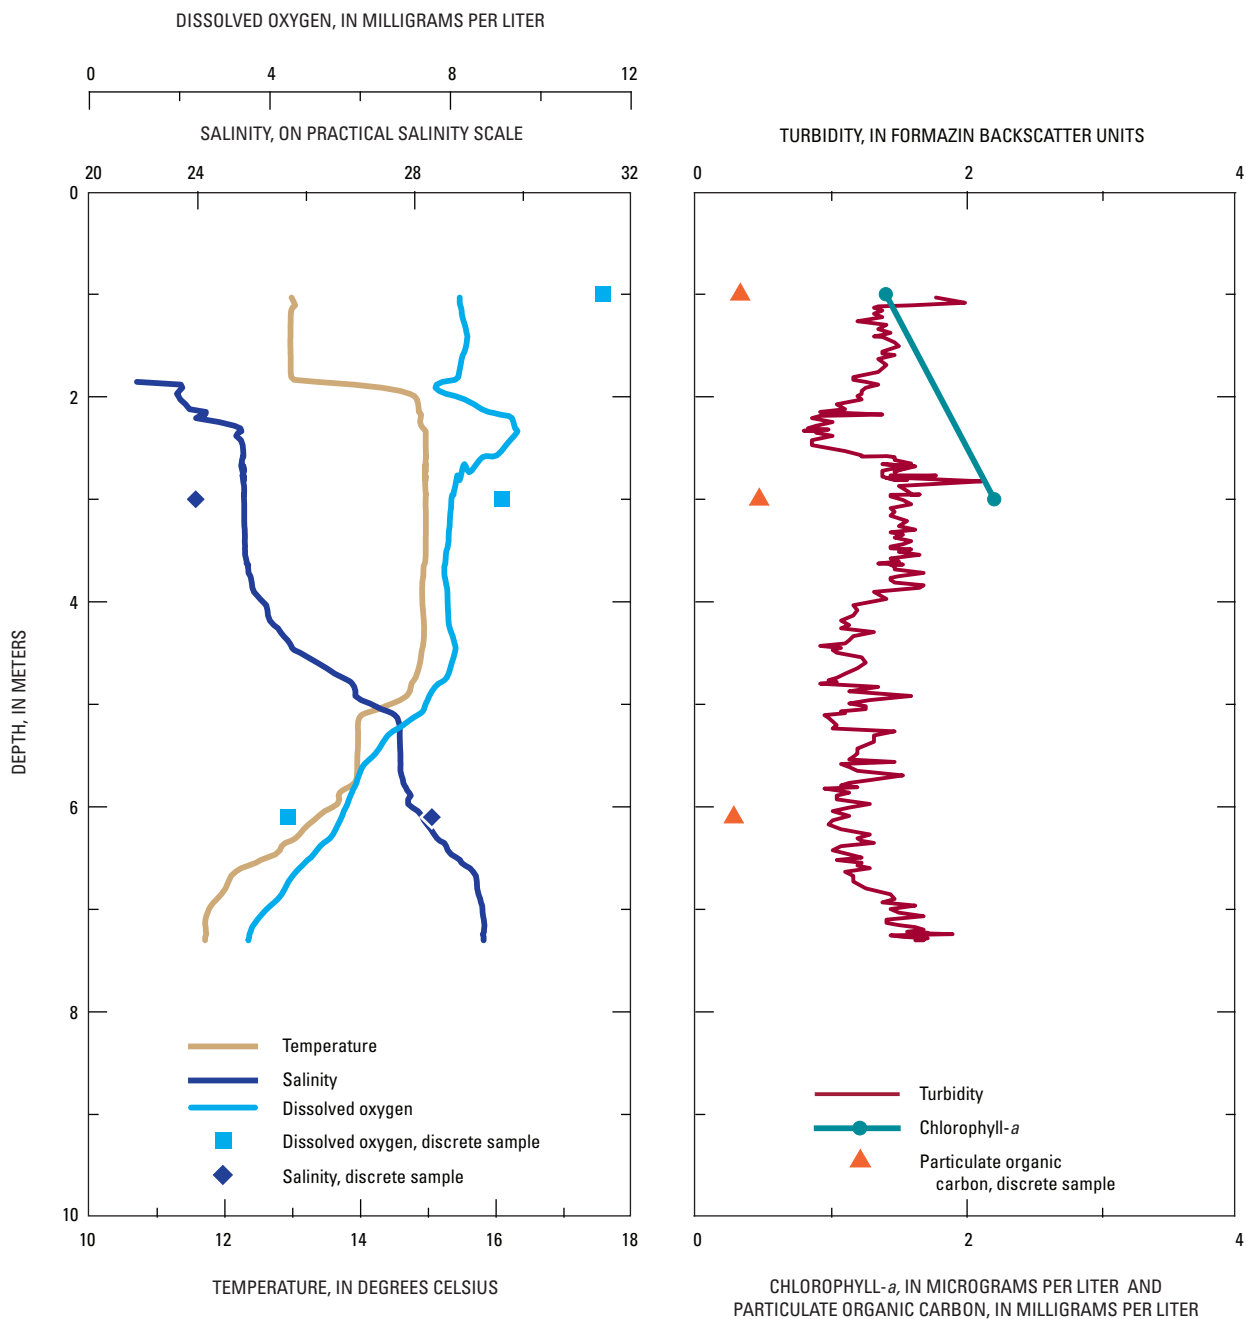 DISSOLVED OXYGEN, IN MILLIGRAMS PER LITER
0 4 8 12
SALINITY, ON PRACTICAL SALINITY SCALE
20 24 28 32
TURBIDITY, IN FORMAZIN BACKSCATTER UNITS
0 2 4
DEPTH, IN METERS
0
2
4
6
8
10
Temperature
Salinity
Dissolved oxygen
Dissolved oxygen, discrete sample
Salinity, discrete sample
Turbidity
Chlorophyll-a
Particulate organic
carbon, discrete sample
10 12 14 16 18
TEMPERATURE, IN DEGREES CELSIUS
0 2 4
CHLOROPHYLL-a, IN MICROGRAMS PER LITER AND
PARTICULATE ORGANIC CARBON, IN MILLIGRAMS PER LITER